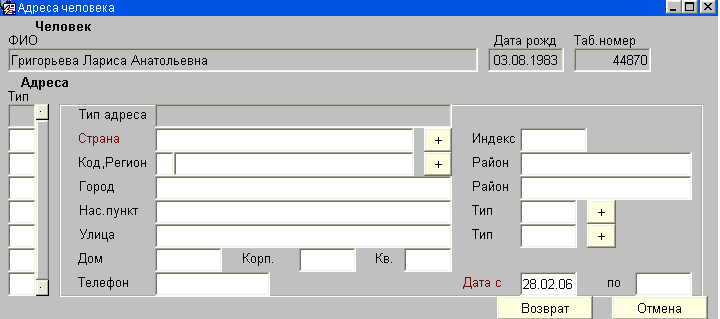 Адреса человека
Человек
ФИО Дата рожд Таб.номер
Григорьева Лариса Анатольевна 03.08.1983 44870
Адреса
Тип
Тип адреса
Страна + Индекс
Код,Регион + Район
Город Район
Нас.пункт Тип +
Улица Тип +
Дом Корп. Кв.
Телефон Дата с 28.02.06 по
Возврат Отмена